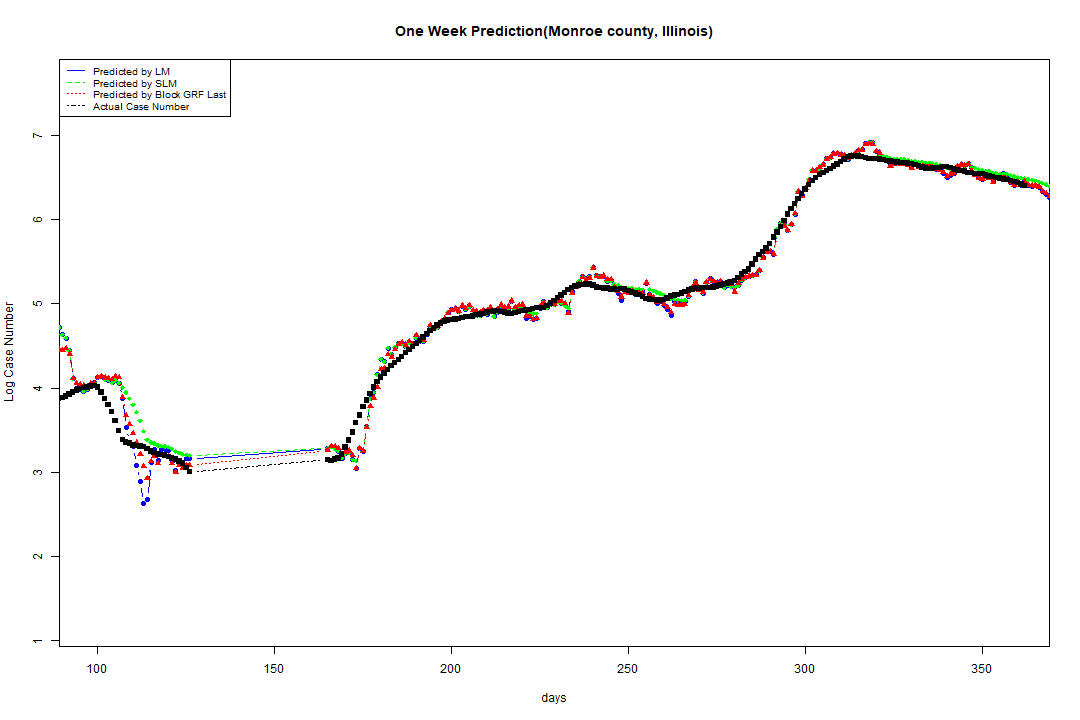 One Week Prediction(Monroe county, Illinois)
Predicted by LM
Predicted by SLM
Predicted by Block GRF Last
Actual Case Number
7
6
5
4
3
2
1
Log Case Number
100 150 200 250 300 350
days